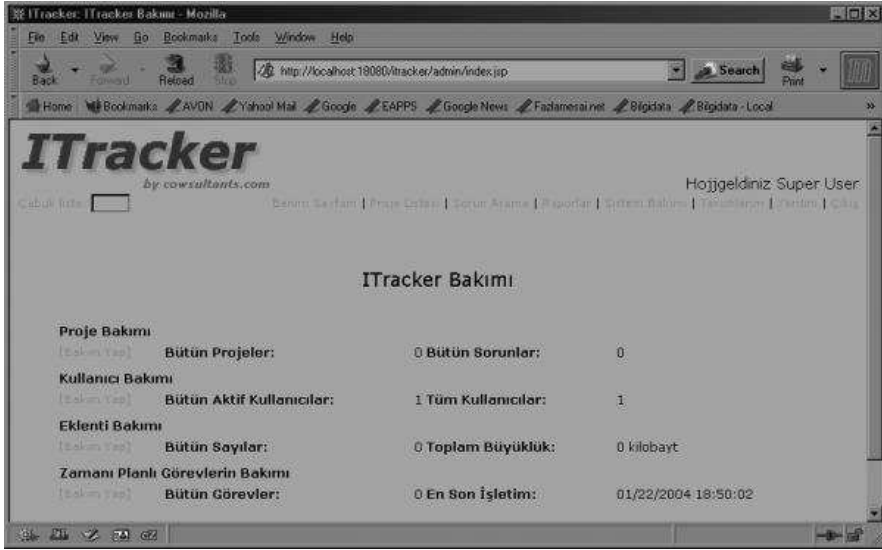 ITracker: ITracker Bakımı - Mozilla
File Edit View Go Bookmarks Tools Window Help
Back Forward Reload Stop http://localhost:18080/itracker/admin/index.jsp Search Print
Home Bookmarks AVON Yahoo! Mail Google EAPPS Google News Fazlamesai.net Bilgidata Bilgidata - Local
ITracker
by cowsultants.com
Hojjgeldiniz Super User
Çabuk liste:
Benim Sayfam | Proje Listesi | Sorun Arama | Raporlar | Sistem Bakımı | Tercihlerim | Yardım | Çıkış
ITracker Bakımı
Proje Bakımı
[Bakım Yap] Bütün Projeler: 0 Bütün Sorunlar: 0
Kullanıcı Bakımı
[Bakım Yap] Bütün Aktif Kullanıcılar: 1 Tüm Kullanıcılar: 1
Eklenti Bakımı
[Bakım Yap] Bütün Sayılar: 0 Toplam Büyüklük: 0 kilobayt
Zamanı Planlı Görevlerin Bakımı
[Bakım Yap] Bütün Görevler: 0 En Son İşletim: 01/22/2004 18:50:02